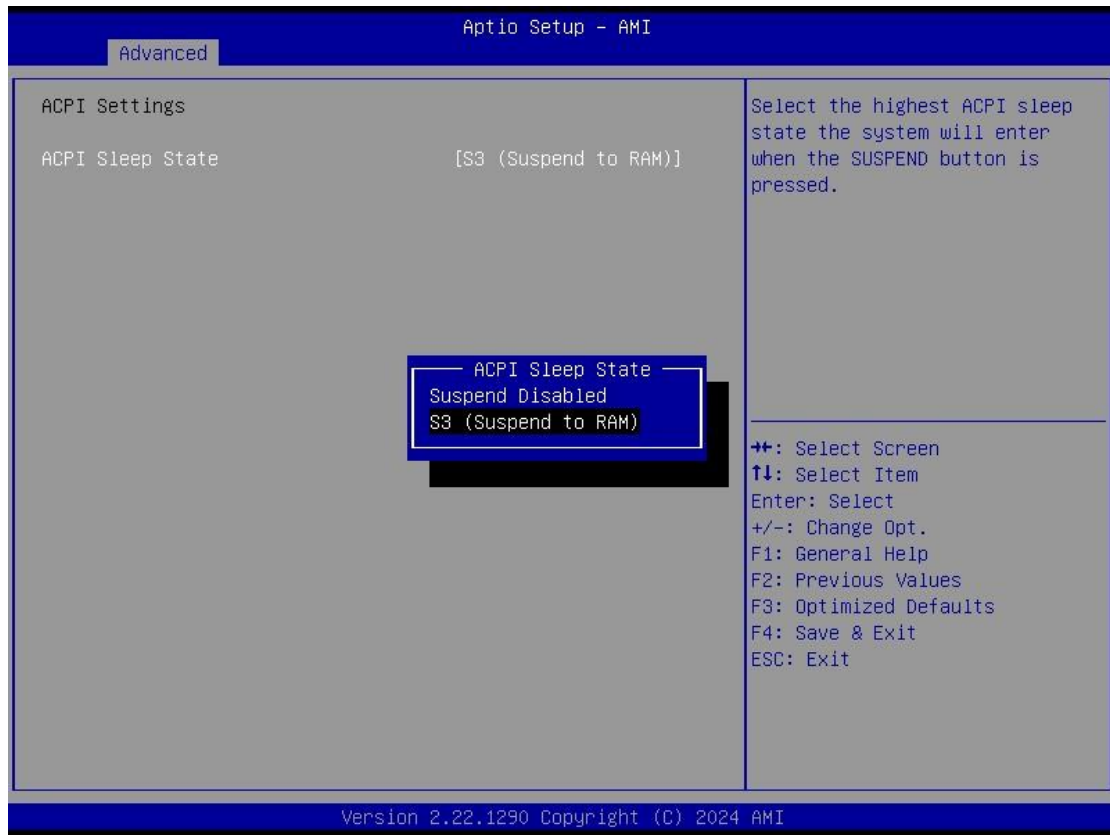 Aptio Setup – AMI
Advanced
ACPI Settings
ACPI Sleep State [S3 (Suspend to RAM)]
Select the highest ACPI sleep
state the system will enter
when the SUSPEND button is
pressed.
ACPI Sleep State
Suspend Disabled
S3 (Suspend to RAM)
→←: Select Screen
↑↓: Select Item
Enter: Select
+/-: Change Opt.
F1: General Help
F2: Previous Values
F3: Optimized Defaults
F4: Save & Exit
ESC: Exit
Version 2.22.1290 Copyright (C) 2024 AMI